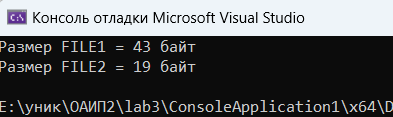 Консоль отладки Microsoft Visual Studio
Размер FILE1 = 43 байт
Размер FILE2 = 19 байт
E:\уник\ОАИП2\lab3\ConsoleApplication1\x64\D